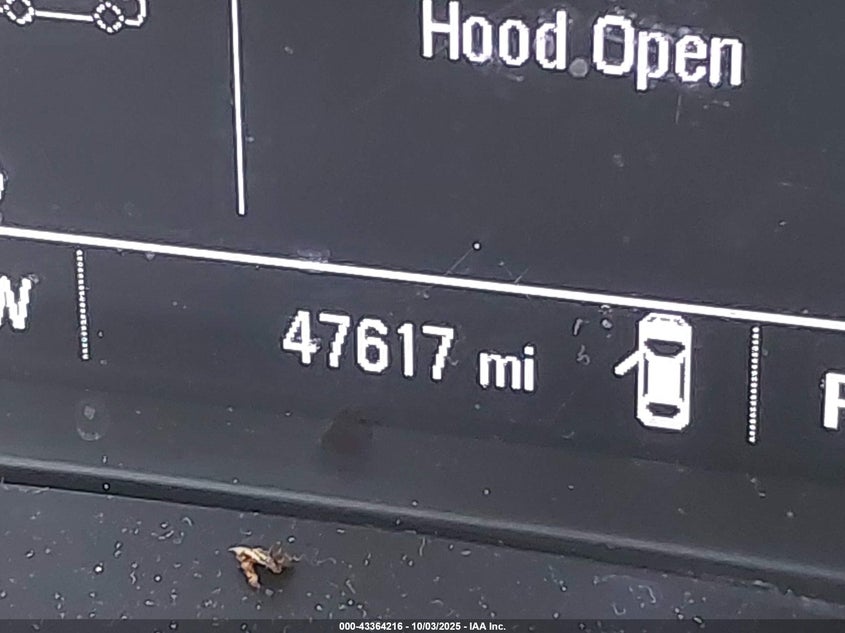 Hood Open
W
47617 mi
P
000-43364216 - 10/03/2025 - IAA Inc.